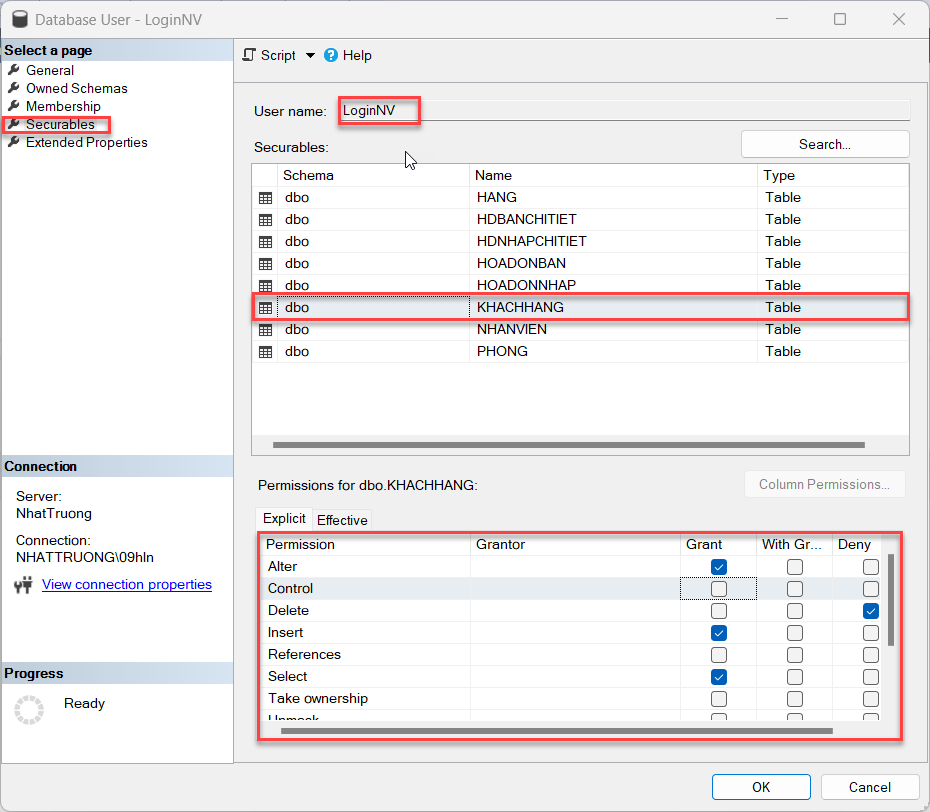 Database User - LoginNV
Select a page
General
Owned Schemas
Membership
Securables
Extended Properties
Script
Help
User name: LoginNV
Securables:
Search...
Schema Name Type
dbo HANG Table
dbo HDBANCHITIET Table
dbo HDNHAPCHITIET Table
dbo HOADONBAN Table
dbo HOADONNHAP Table
dbo KHACHHANG Table
dbo NHANVIEN Table
dbo PHONG Table
Connection
Server:
NhatTruong
Connection:
NHATTRUONG\09hln
View connection properties
Progress
Ready
Permissions for dbo.KHACHHANG:
Column Permissions...
Explicit Effective
Permission Grantor Grant With Gr... Deny
Alter
Control
Delete
Insert
References
Select
Take ownership
OK Cancel